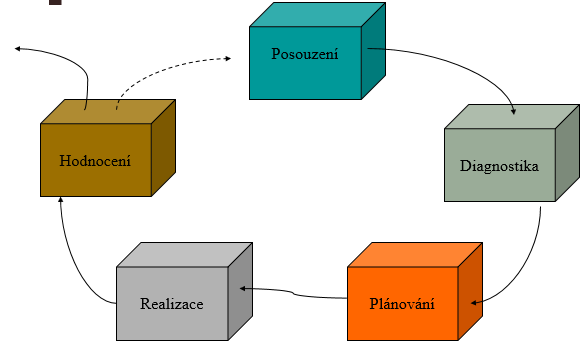 Posouzení
Diagnostika
Plánování
Realizace
Hodnocení